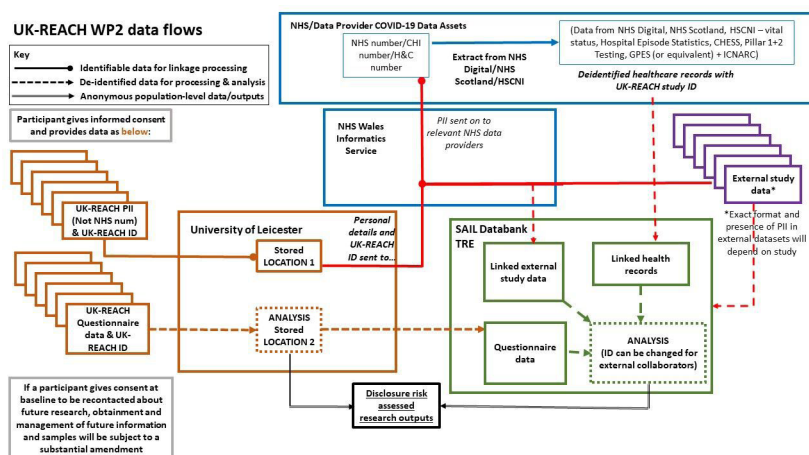 UK-REACH WP2 data flows
Key
Identifiable data for linkage processing
De-identified data for processing & analysis
Anonymous population-level data/outputs
Participant gives informed consent
and provides data as below:
UK-REACH PII
(Not NHS num)
& UK-REACH ID
UK-REACH
Questionnaire
data & UK-
REACH ID
If a participant gives consent at
baseline to be recontacted about
future research, obtainment and
management of future information
and samples will be subject to a
substantial amendment
NHS/Data Provider COVID-19 Data Assets
NHS number/CHI
number/H&C
number
Extract from NHS
Digital/NHS
Scotland/HSCNI
(Data from NHS Digital, NHS Scotland, HSCNI – vital
status, Hospital Episode Statistics, CHESS, Pillar 1+2
Testing, GPES (or equivalent) + ICNARC)
Deidentified healthcare records with
UK-REACH study ID
NHS Wales
Informatics
Service
PII sent on to
relevant NHS data
providers
University of Leicester
Stored
LOCATION 1
Personal
details and
UK-REACH
ID sent to...
ANALYSIS
Stored
LOCATION 2
SAIL Databank
TRE
Linked external
study data
Linked health
records
Questionnaire
data
ANALYSIS
(ID can be changed for
external collaborators)
External study
data*
*Exact format and
presence of PII in
external datasets will
depend on study
Disclosure risk
assessed
research outputs